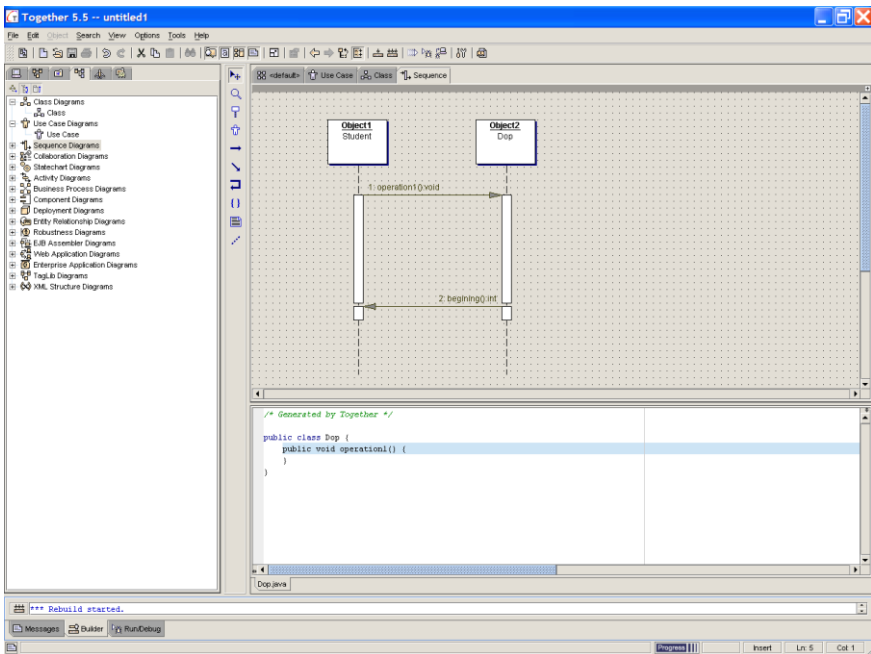 Together 5.5 -- untitled1
File Edit Object Search View Options Tools Help
<default> Use Case Class Sequence
Class Diagrams
Class
Use Case Diagrams
Use Case
Sequence Diagrams
Collaboration Diagrams
Statechart Diagrams
Activity Diagrams
Business Process Diagrams
Component Diagrams
Deployment Diagrams
Entity Relationship Diagrams
Robustness Diagrams
EJB Assembler Diagrams
Web Application Diagrams
Enterprise Application Diagrams
TagLib Diagrams
XML Structure Diagrams
Object1
Student
Object2
Dop
1: operation1():void
2: begining():int
/* Generated by Together */
public class Dop {
public void operation1() {
}
}
Dop.java
*** Rebuild started.
Messages Builder Run/Debug
Progress Insert Ln: 5 Col: 1